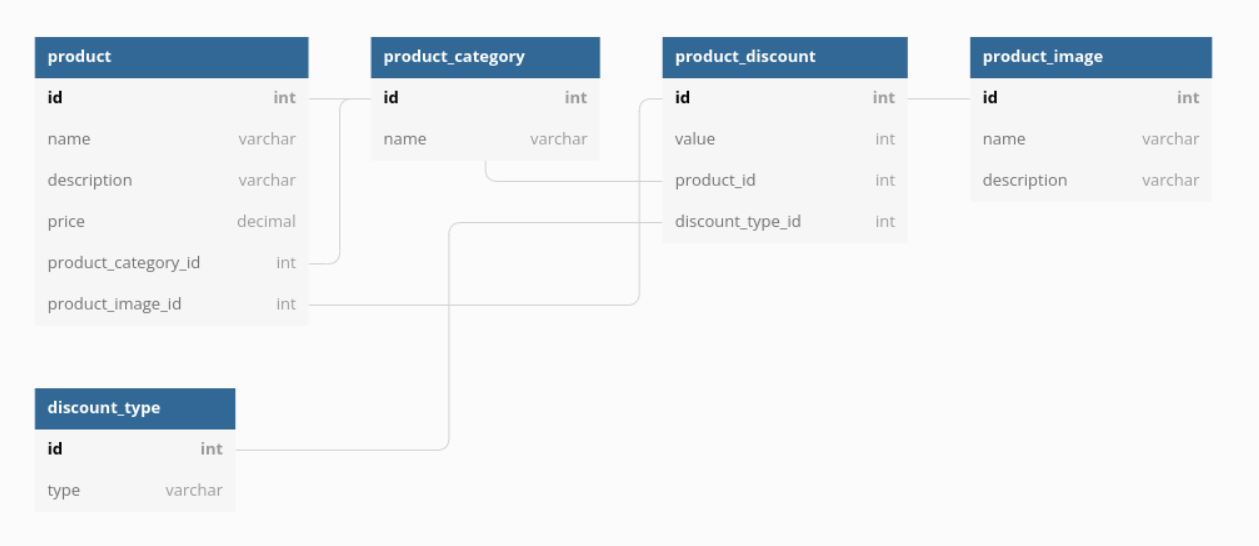 product
id int
name varchar
description varchar
price decimal
product_category_id int
product_image_id int
product_category
id int
name varchar
product_discount
id int
value int
product_id int
discount_type_id int
product_image
id int
name varchar
description varchar
discount_type
id int
type varchar